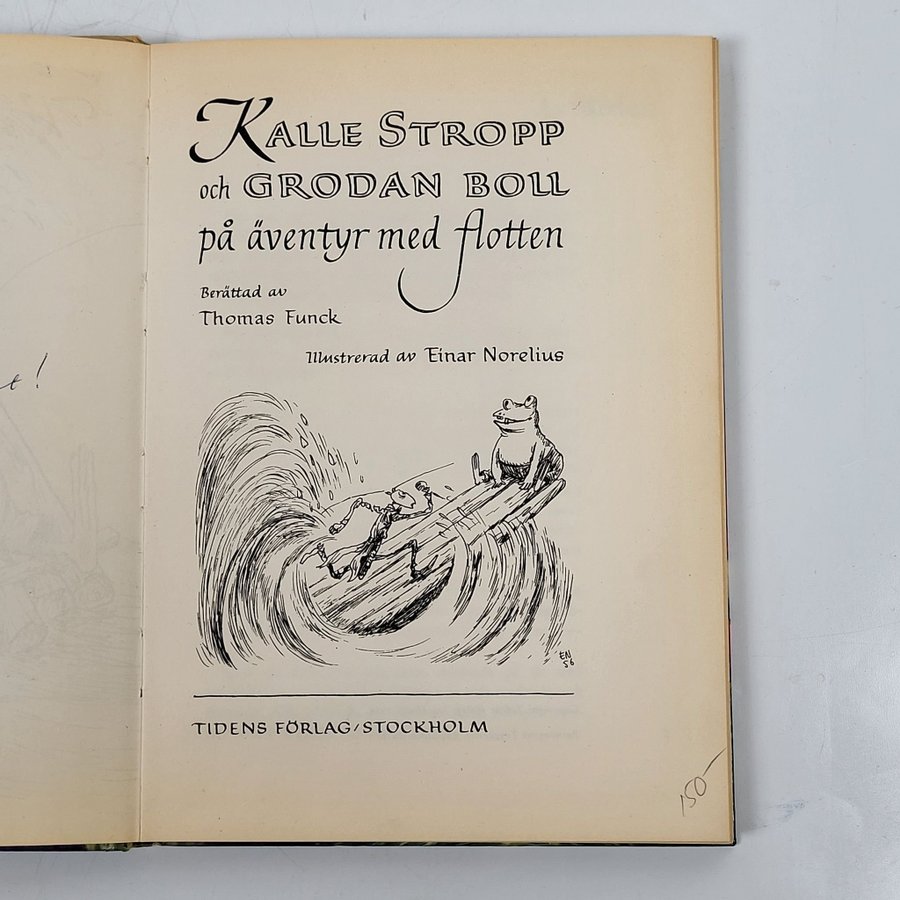 Kalle Stropp
och GRODAN BOLL
på äventyr med flotten
Berättad av
Thomas Funck
Illustrerad av Einar Norelius
EN
56
TIDENS FÖRLAG/STOCKHOLM
150-